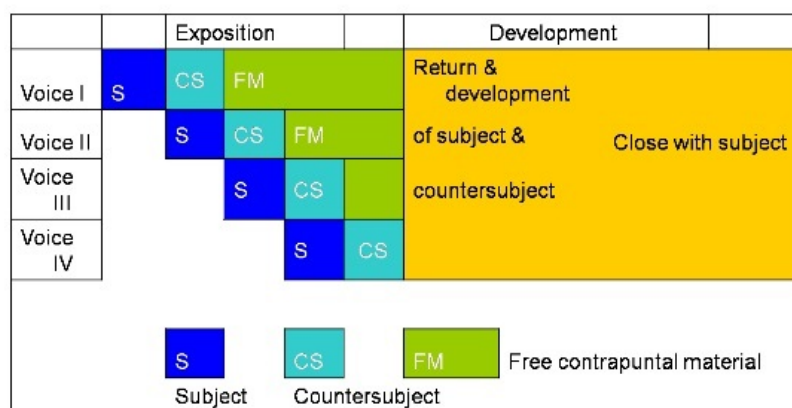 Exposition Development
Voice I S CS FM Return &
development
Voice II S CS FM of subject & Close with subject
Voice
III S CS countersubject
Voice
IV S CS
S CS FM Free contrapuntal material
Subject Countersubject